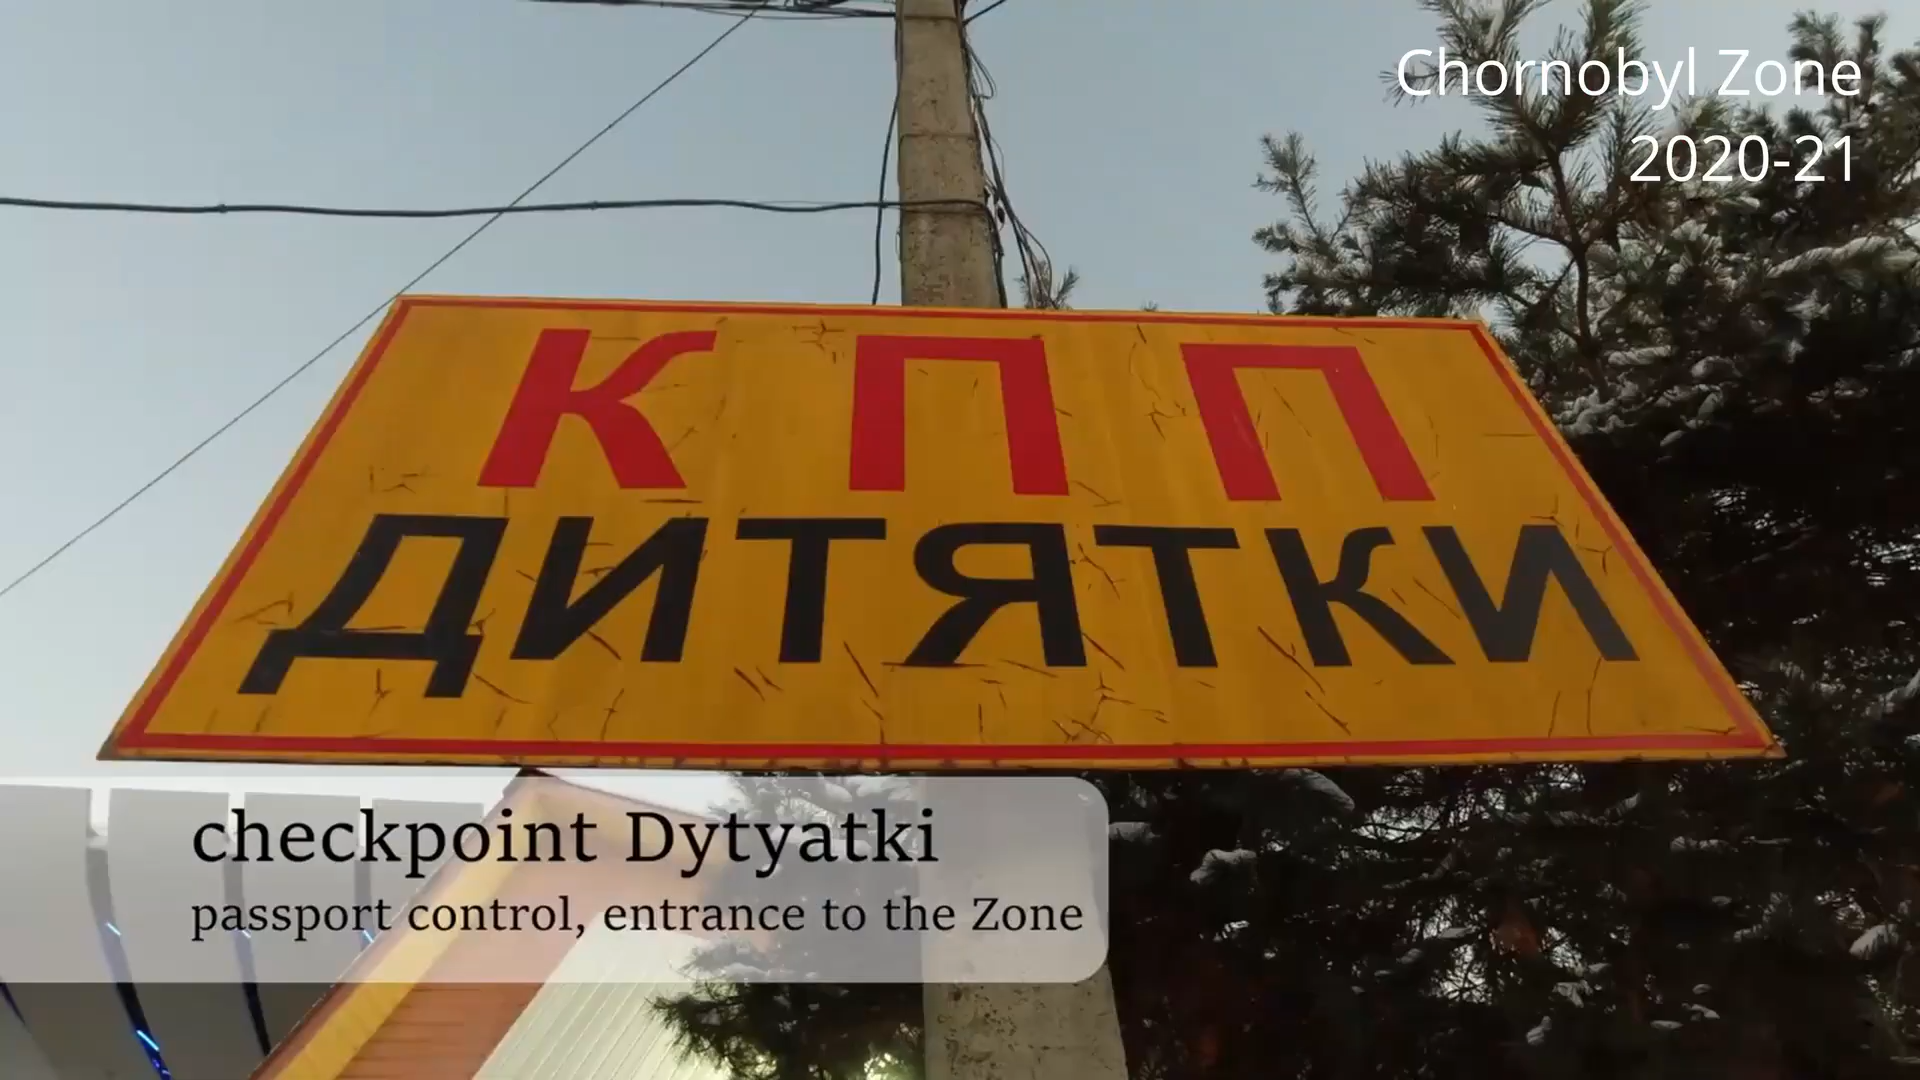 Chornobyl Zone
2020-21
КПП
ДИТЯТКИ
checkpoint Dytyatki
passport control, entrance to the Zone